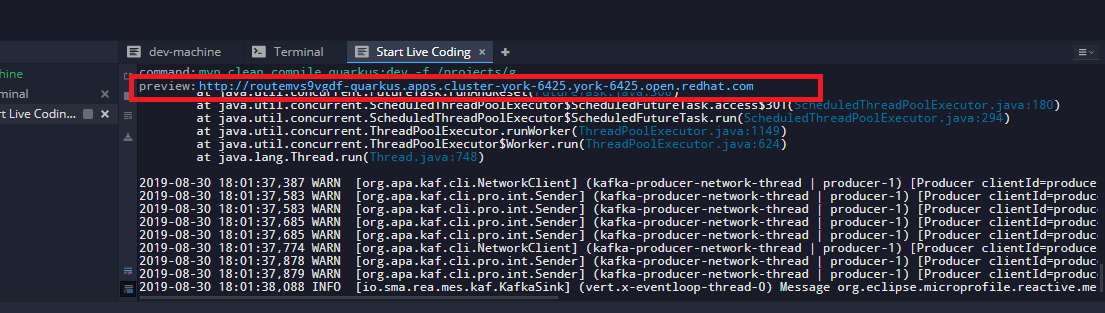 dev-machine Terminal Start Live Coding × +
command: mvn clean compile quarkus:dev -f /projects/g
hine
preview: http://routemvs9vgdf-quarkus.apps.cluster-york-6425.york-6425.open.redhat.com
minal
at java.util.concurrent.ScheduledThreadPoolExecutor$ScheduledFutureTask.access$301(ScheduledThreadPoolExecutor.java:180)
rt Live Codin...
at java.util.concurrent.ScheduledThreadPoolExecutor$ScheduledFutureTask.run(ScheduledThreadPoolExecutor.java:294)
at java.util.concurrent.ThreadPoolExecutor.runWorker(ThreadPoolExecutor.java:1149)
at java.util.concurrent.ThreadPoolExecutor$Worker.run(ThreadPoolExecutor.java:624)
at java.lang.Thread.run(Thread.java:748)
2019-08-30 18:01:37,387 WARN [org.apa.kaf.cli.NetworkClient] (kafka-producer-network-thread | producer-1) [Producer clientId=produce
2019-08-30 18:01:37,583 WARN [org.apa.kaf.cli.pro.int.Sender] (kafka-producer-network-thread | producer-1) [Producer clientId=produc
2019-08-30 18:01:37,583 WARN [org.apa.kaf.cli.pro.int.Sender] (kafka-producer-network-thread | producer-1) [Producer clientId=produc
2019-08-30 18:01:37,685 WARN [org.apa.kaf.cli.pro.int.Sender] (kafka-producer-network-thread | producer-1) [Producer clientId=produc
2019-08-30 18:01:37,685 WARN [org.apa.kaf.cli.pro.int.Sender] (kafka-producer-network-thread | producer-1) [Producer clientId=produc
2019-08-30 18:01:37,774 WARN [org.apa.kaf.cli.NetworkClient] (kafka-producer-network-thread | producer-1) [Producer clientId=produce
2019-08-30 18:01:37,878 WARN [org.apa.kaf.cli.pro.int.Sender] (kafka-producer-network-thread | producer-1) [Producer clientId=produc
2019-08-30 18:01:37,879 WARN [org.apa.kaf.cli.pro.int.Sender] (kafka-producer-network-thread | producer-1) [Producer clientId=produc
2019-08-30 18:01:38,088 INFO [io.sma.rea.mes.kaf.KafkaSink] (vert.x-eventloop-thread-0) Message org.eclipse.microprofile.reactive.me